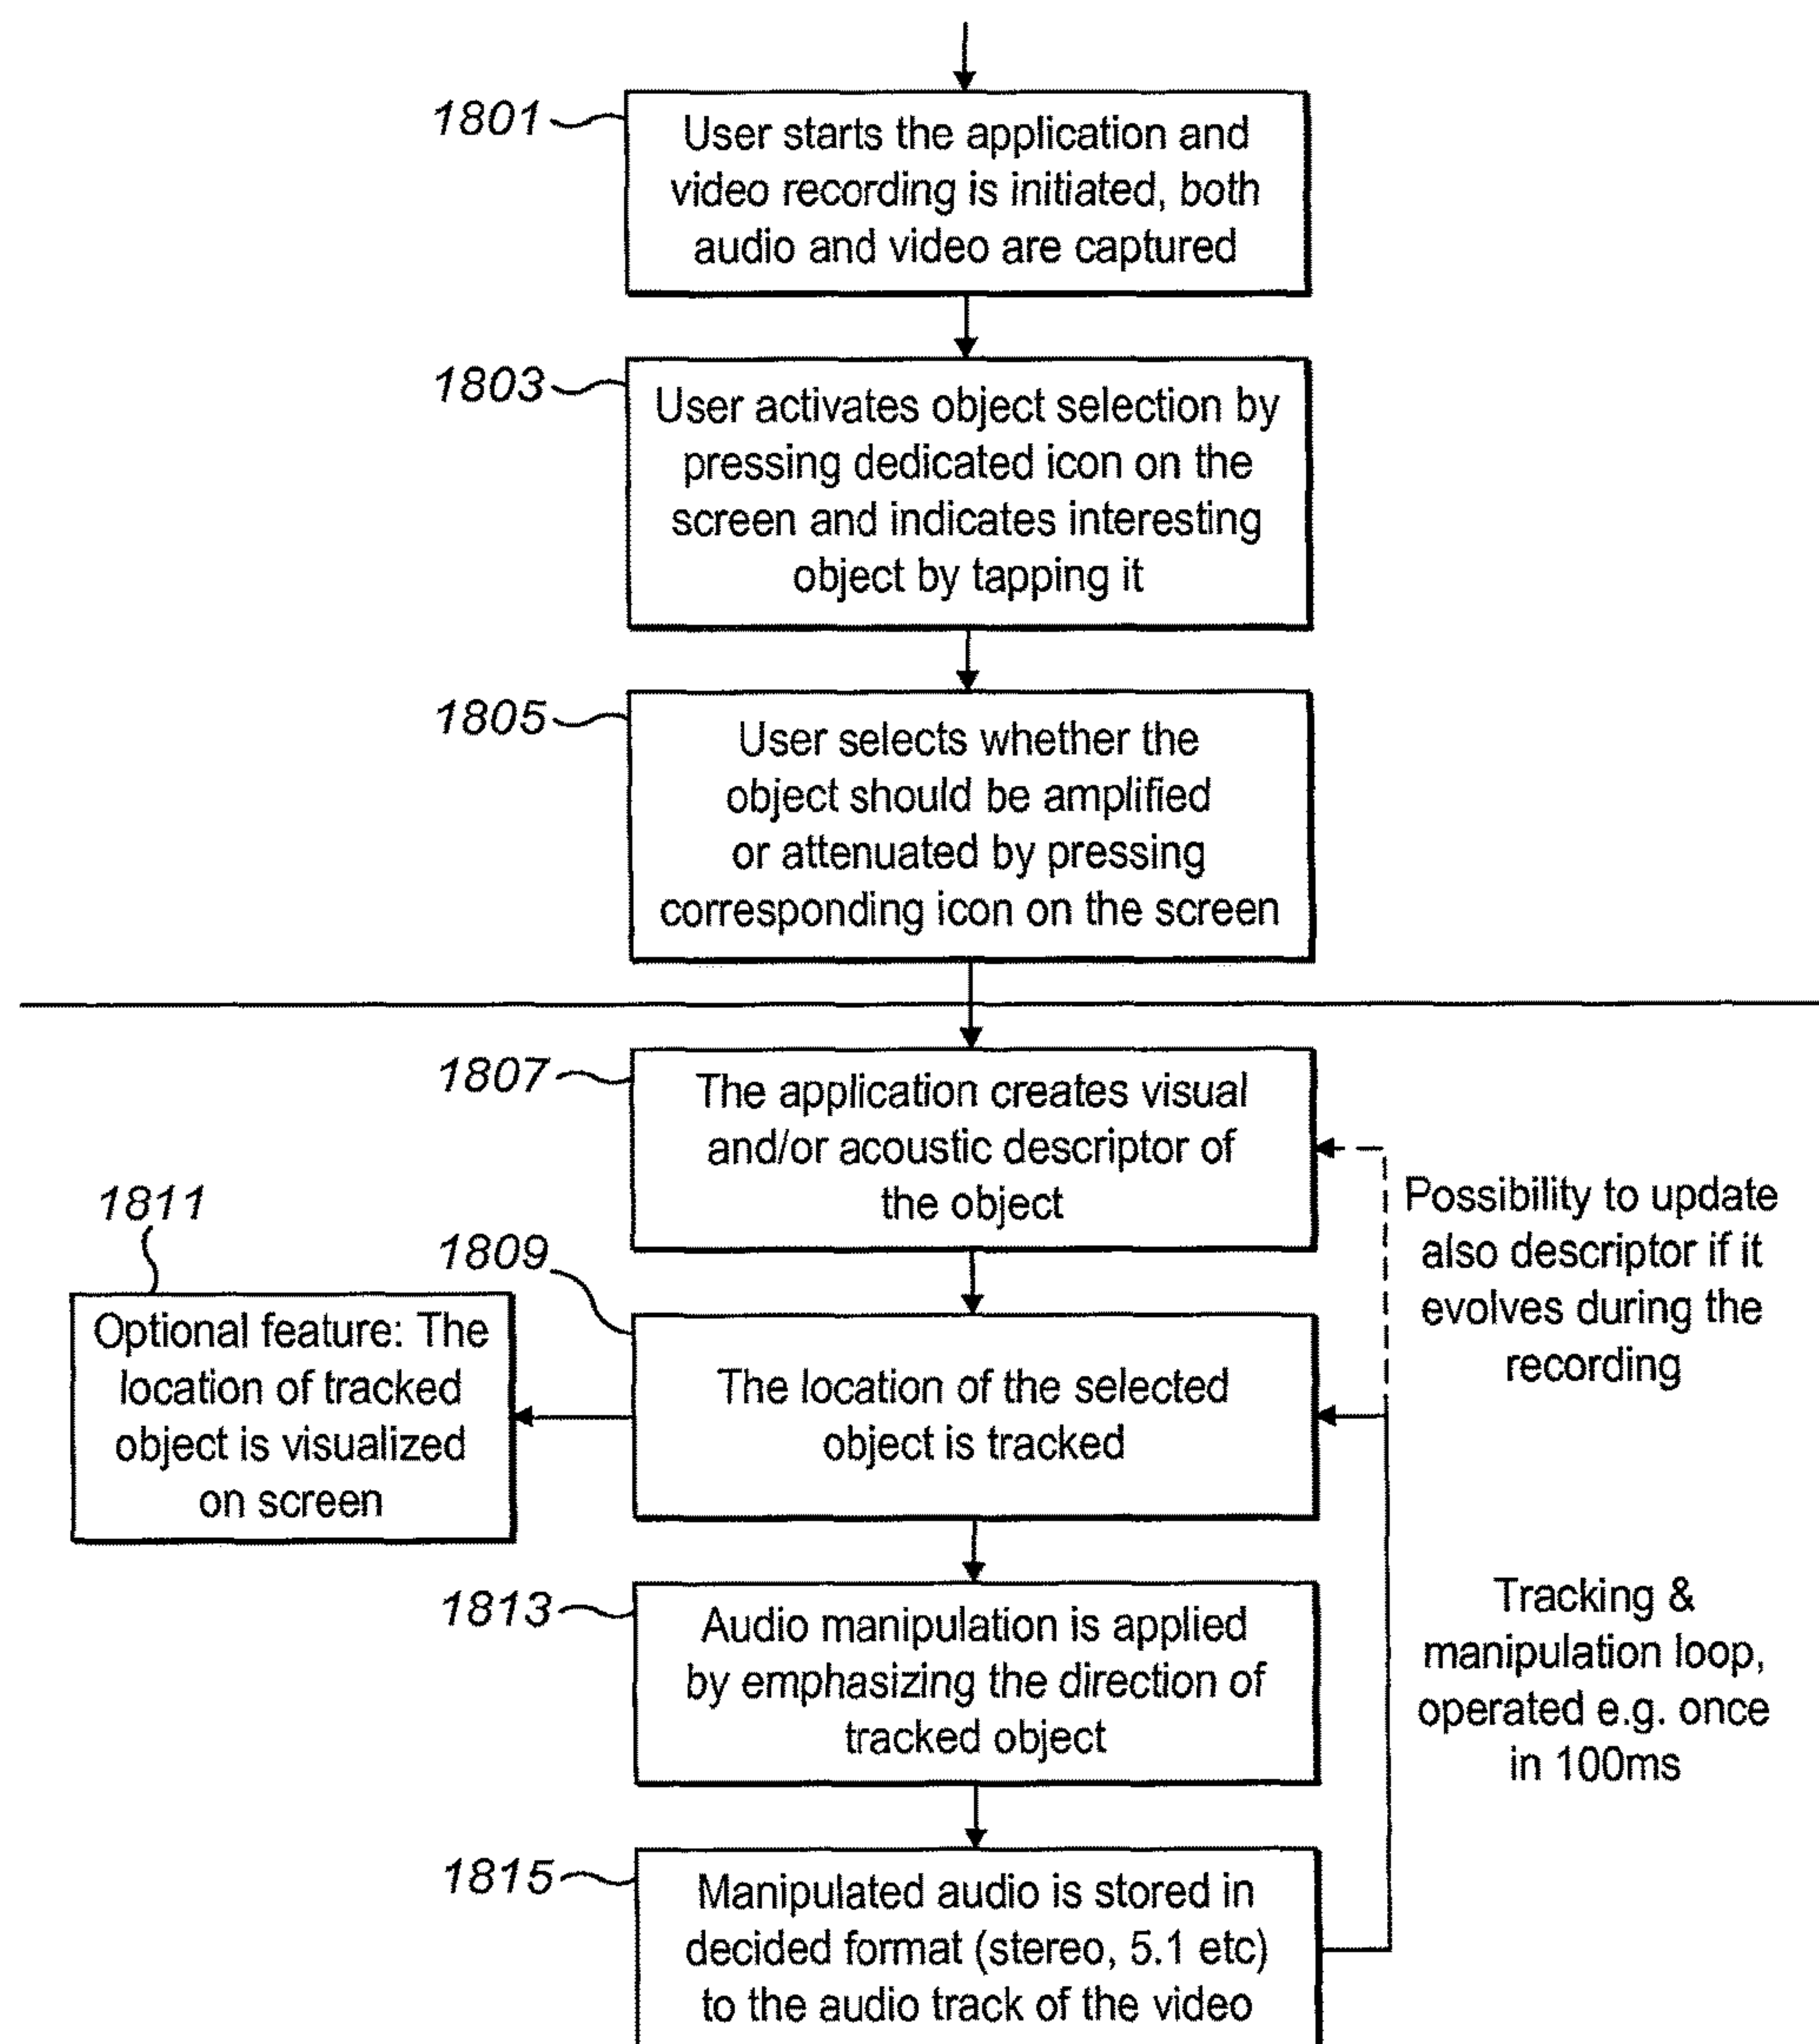 1801
User starts the application and
video recording is initiated, both
audio and video are captured
1803
User activates object selection by
pressing dedicated icon on the
screen and indicates interesting
object by tapping it
1805
User selects whether the
object should be amplified
or attenuated by pressing
corresponding icon on the screen
1807
The application creates visual
and/or acoustic descriptor of
the object
Possibility to update
also descriptor if it
evolves during the
recording
1811
Optional feature: The
location of tracked
object is visualized
on screen
1809
The location of the selected
object is tracked
1813
Audio manipulation is applied
by emphasizing the direction of
tracked object
Tracking &
manipulation loop,
operated e.g. once
in 100ms
1815
Manipulated audio is stored in
decided format (stereo, 5.1 etc)
to the audio track of the video